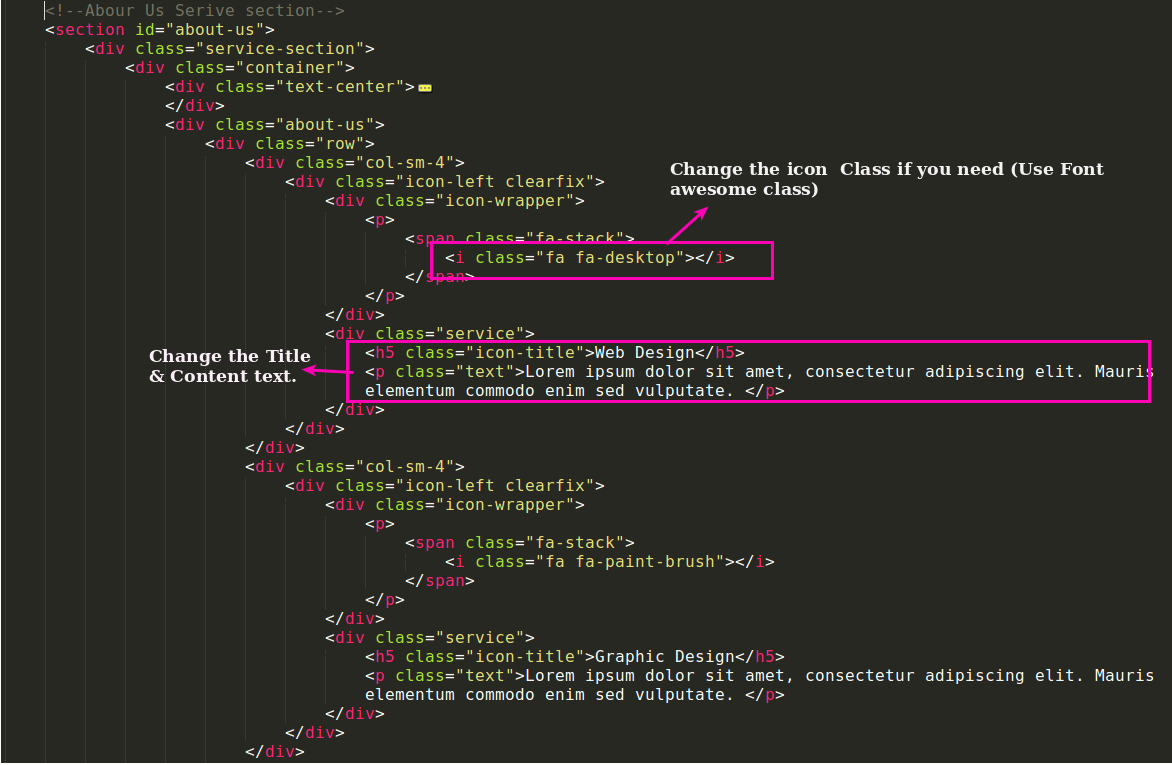 <!--Abour Us Serive section-->
<section id="about-us">
<div class="service-section">
<div class="container">
<div class="text-center">
</div>
<div class="about-us">
<div class="row">
<div class="col-sm-4">
<div class="icon-left clearfix">
<div class="icon-wrapper">
<p>
<span class="fa-stack">
<i class="fa fa-desktop"></i>
</span>
</p>
</div>
<div class="service">
<h5 class="icon-title">Web Design</h5>
<p class="text">Lorem ipsum dolor sit amet, consectetur adipiscing elit. Mauris
elementum commodo enim sed vulputate. </p>
</div>
</div>
</div>
<div class="col-sm-4">
<div class="icon-left clearfix">
<div class="icon-wrapper">
<p>
<span class="fa-stack">
<i class="fa fa-paint-brush"></i>
</span>
</p>
</div>
<div class="service">
<h5 class="icon-title">Graphic Design</h5>
<p class="text">Lorem ipsum dolor sit amet, consectetur adipiscing elit. Mauris
elementum commodo enim sed vulputate. </p>
</div>
</div>
</div>
Change the icon  Class if you need (Use Font
awesome class)
Change the Title
& Content text.